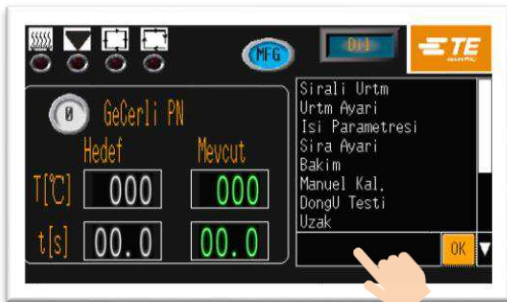 MFG
Oil
TE
0
GeCerli PN
Hedef Mevcut
T[℃] 000 000
t[s] 00.0 00.0
Sirali Urtm
Urtm Ayari
Isi Parametresi
Sira Ayari
Bakim
Manuel Kal.
DongU Testi
Uzak
OK